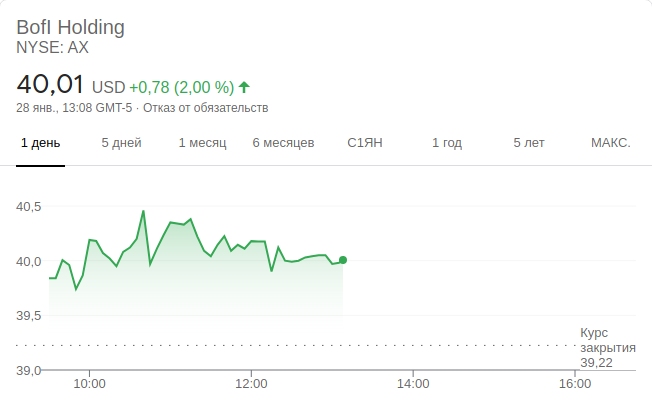 BofI Holding
NYSE: AX
40,01 USD +0,78 (2,00 %)
28 янв., 13:08 GMT-5 · Отказ от обязательств
1 день 5 дней 1 месяц 6 месяцев С1ЯН 1 год 5 лет МАКС.
40,5
40,0
39,5
Курс
закрытия
39,22
39,0
10:00 12:00 14:00 16:00